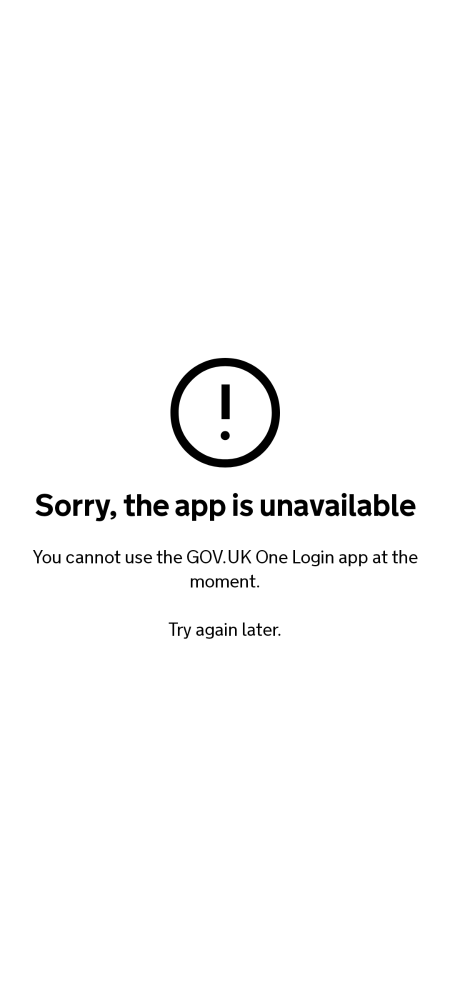 Sorry, the app is unavailable
You cannot use the GOV.UK One Login app at the
moment.
Try again later.